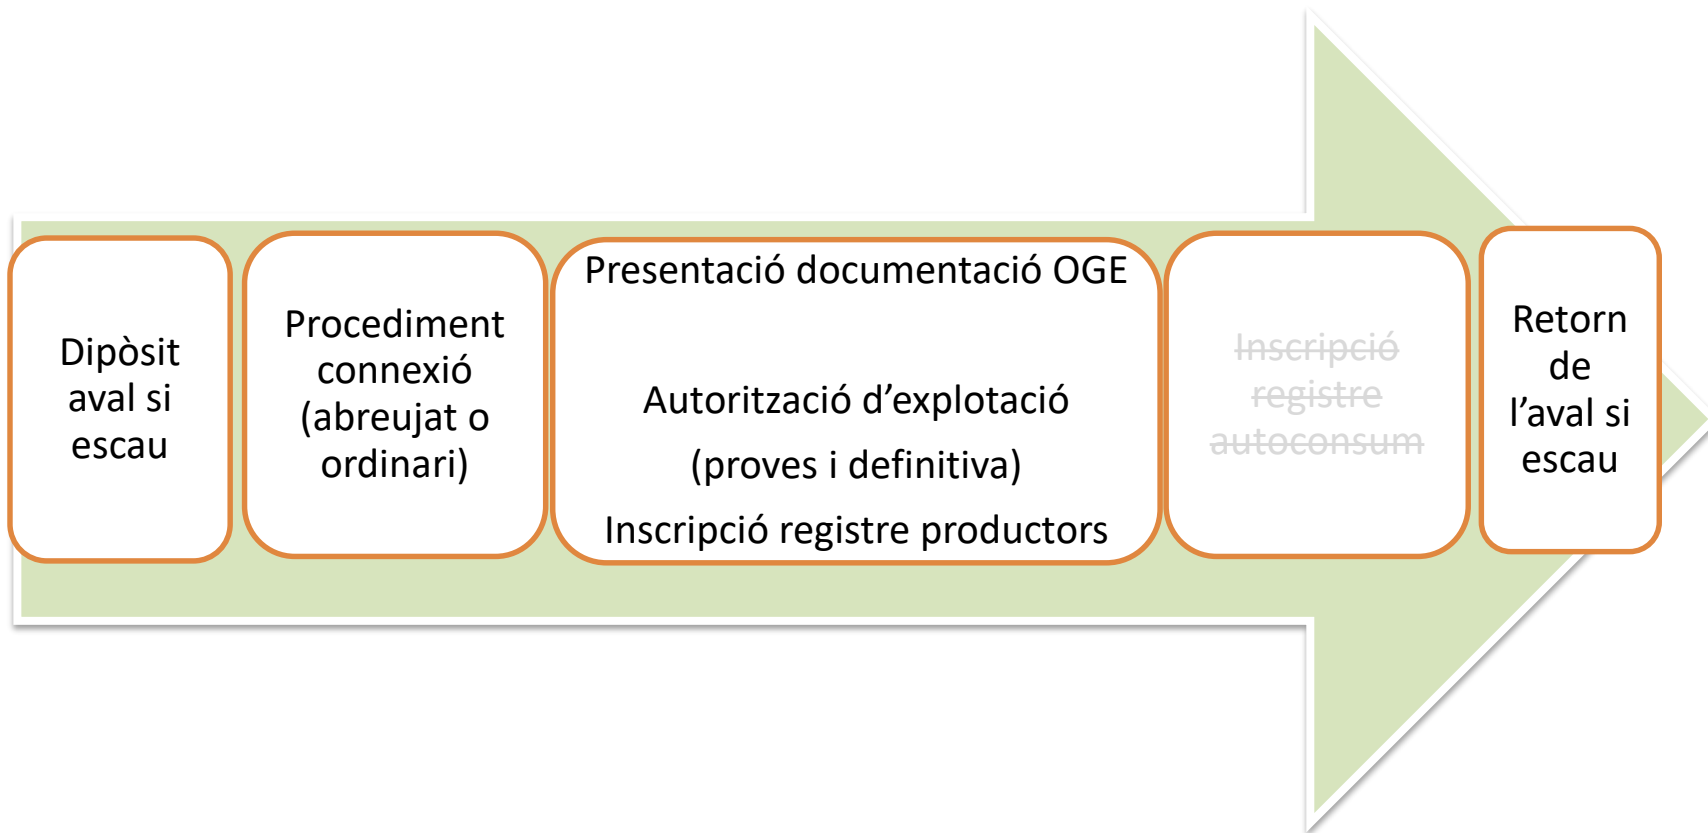 Dipòsit
aval si
escau
Procediment
connexió
(abreujat o
ordinari)
Presentació documentació OGE
Autorització d’explotació
(proves i definitiva)
Inscripció registre productors
Inscripció
registre
autoconsum
Retorn
de
l’aval si
escau